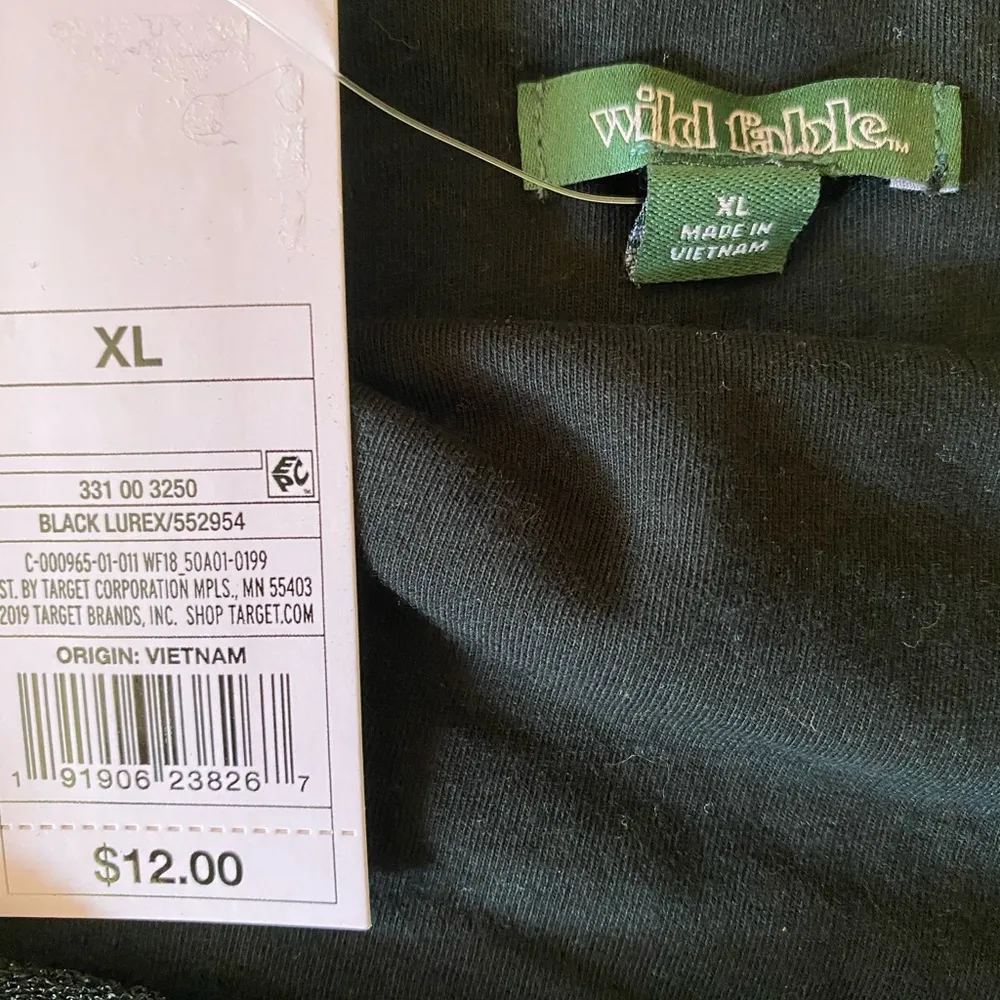 wild fable™
XL
MADE IN
VIETNAM
XL
EPC
331 00 3250
BLACK LUREX/552954
C-000965-01-011 WF18_50A01-0199
ST. BY TARGET CORPORATION MPLS., MN 55403
2019 TARGET BRANDS, INC. SHOP TARGET.COM
ORIGIN: VIETNAM
1 91906 23826 7
$12.00